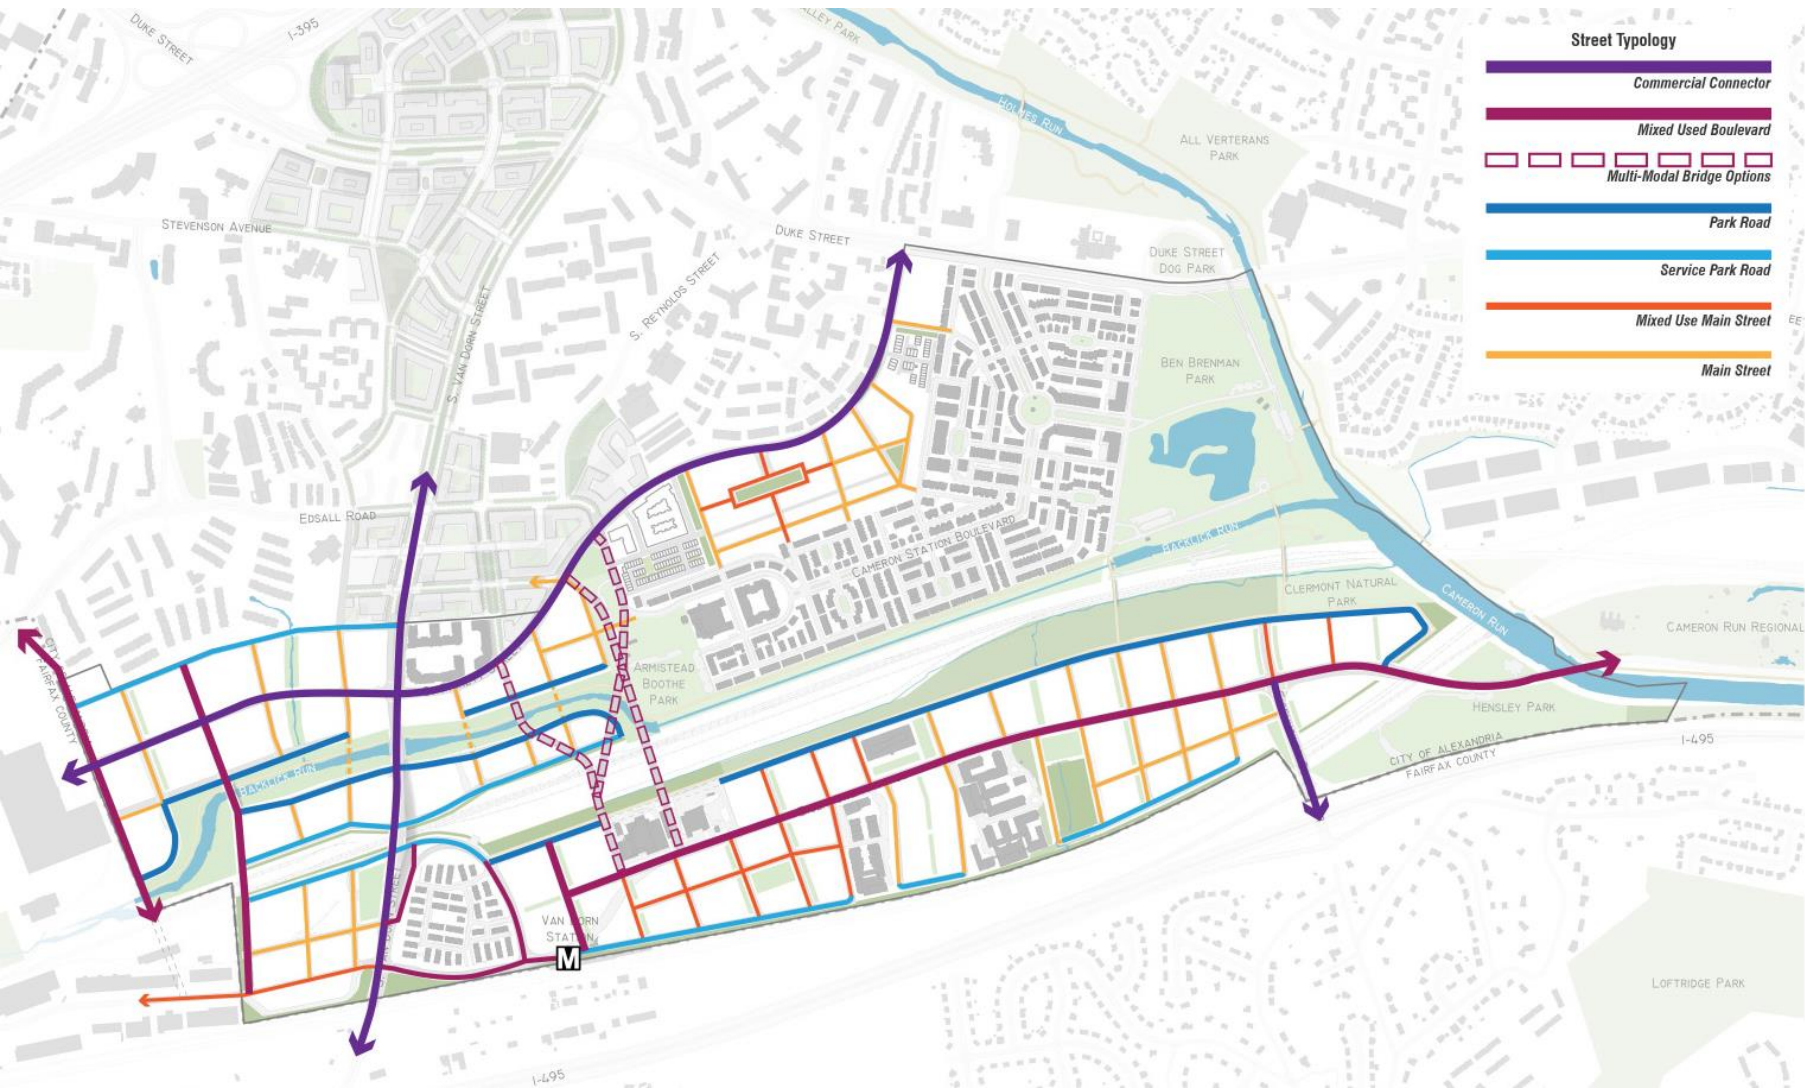 DUKE STREET
I-395
ALLEY PARK
Street Typology
Commercial Connector
Mixed Used Boulevard
Multi-Modal Bridge Options
Park Road
Service Park Road
Mixed Use Main Street
Main Street
HOLMES RUN
ALL VERTERANS
PARK
STEVENSON AVENUE
DUKE STREET
DUKE STREET
DOG PARK
S. REYNOLDS STREET
S. VAN DORN STREET
BEN BRENMAN
PARK
EDSALL ROAD
CAMERON STATION BOULEVARD
BACKLICK RUN
CLERMONT NATURAL
PARK
CAMERON RUN
CAMERON RUN REGIONAL
ARMISTEAD
BOOTHE
PARK
FAIRFAX COUNTY
HENSLEY PARK
CITY OF ALEXANDRIA
FAIRFAX COUNTY
I-495
BACKLICK RUN
VAN DORN
STATION
M
LOFTRIDGE PARK
I-495